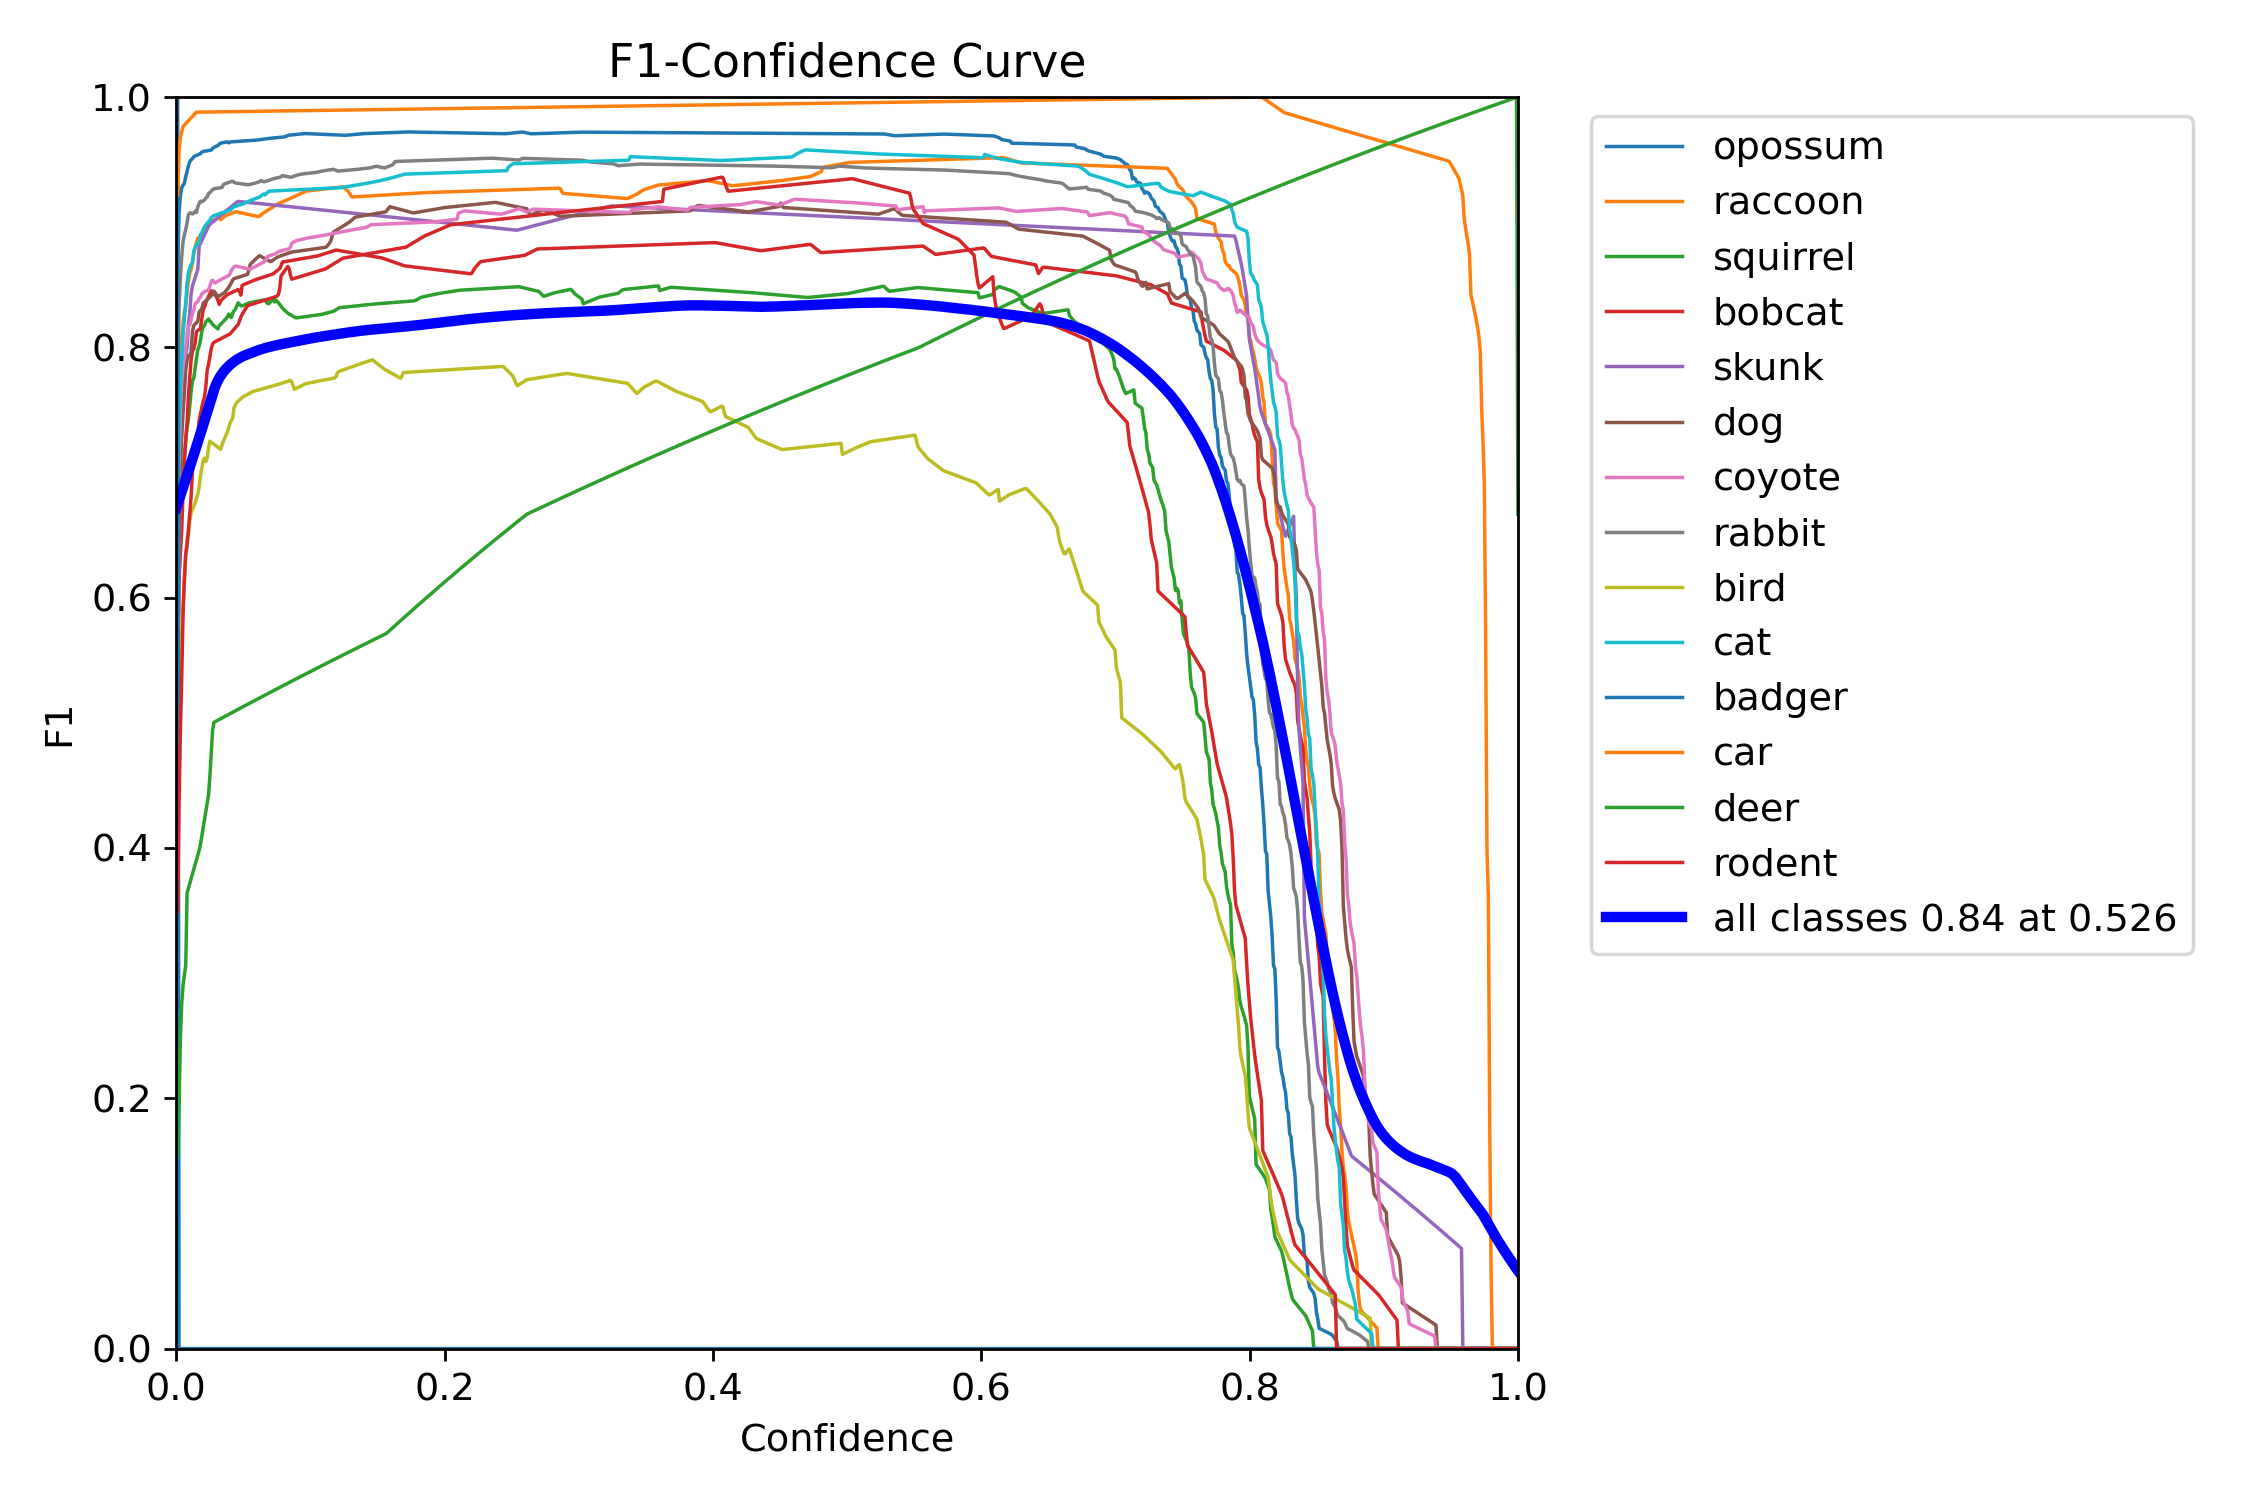 F1-Confidence Curve
1.0
0.8
0.6
0.4
0.2
0.0
F1
0.0 0.2 0.4 0.6 0.8 1.0
Confidence
opossum
raccoon
squirrel
bobcat
skunk
dog
coyote
rabbit
bird
cat
badger
car
deer
rodent
all classes 0.84 at 0.526